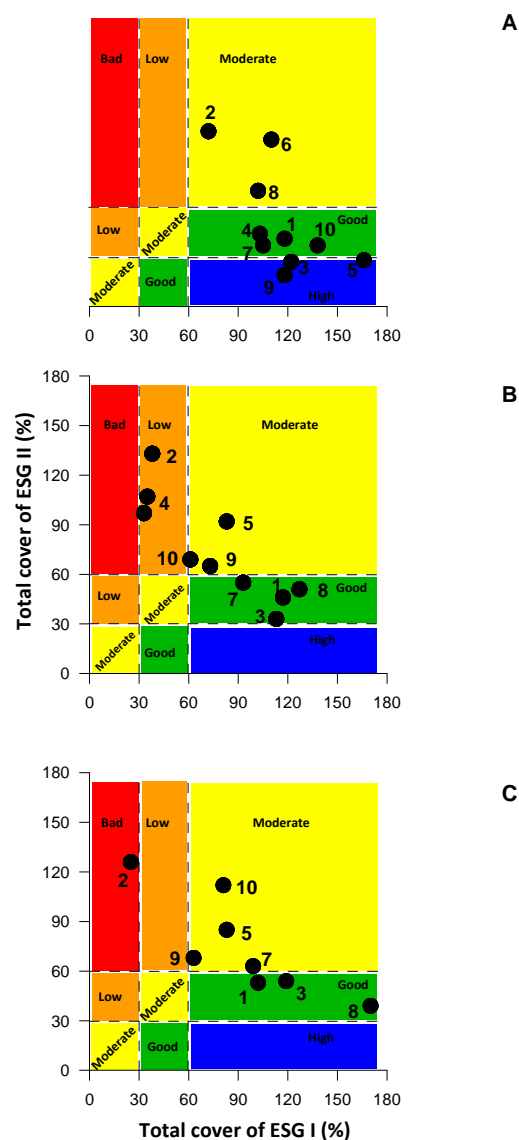 A
Bad Low Moderate
2
6
8
Low Moderate Good
4 1 10
7 3 5
Moderate Good 9 High
0 30 60 90 120 150 180
B
180
150
120
90
60
30
0
Total cover of ESG II (%)
Bad Low Moderate
2
4
5
10 9
Low Moderate 7 1 8 Good
3
Moderate Good High
0 30 60 90 120 150 180
C
180
150
120
90
60
30
0
Bad Low Moderate
2
10
5
9 7
Low Moderate 1 3 Good
8
Moderate Good High
0 30 60 90 120 150 180
Total cover of ESG I (%)